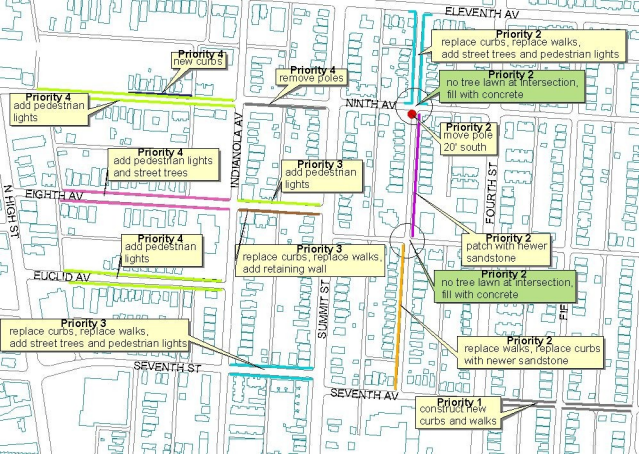 ELEVENTH AV
Priority 2
replace curbs, replace walks,
add street trees and pedestrian lights
Priority 4
new curbs
Priority 4
remove poles
Priority 2
no tree lawn at intersection,
fill with concrete
Priority 4
add pedestrian
lights
NINTH AV
Priority 2
move pole
20' south
INDIANOLA AV
Priority 4
add pedestrian lights
and street trees
Priority 3
add pedestrian
lights
FOURTH ST
N HIGH ST
EIGHTH AV
Priority 4
add pedestrian
lights
Priority 3
replace curbs, replace walks,
add retaining wall
Priority 2
patch with newer
sandstone
Priority 2
no tree lawn at intersection,
fill with concrete
EUCLID AV
SUMMIT ST
Priority 3
replace curbs, replace walks,
add street trees and pedestrian lights
Priority 2
replace walks, replace curbs
with newer sandstone
SEVENTH ST
SEVENTH AV
Priority 1
construct new
curbs and walks